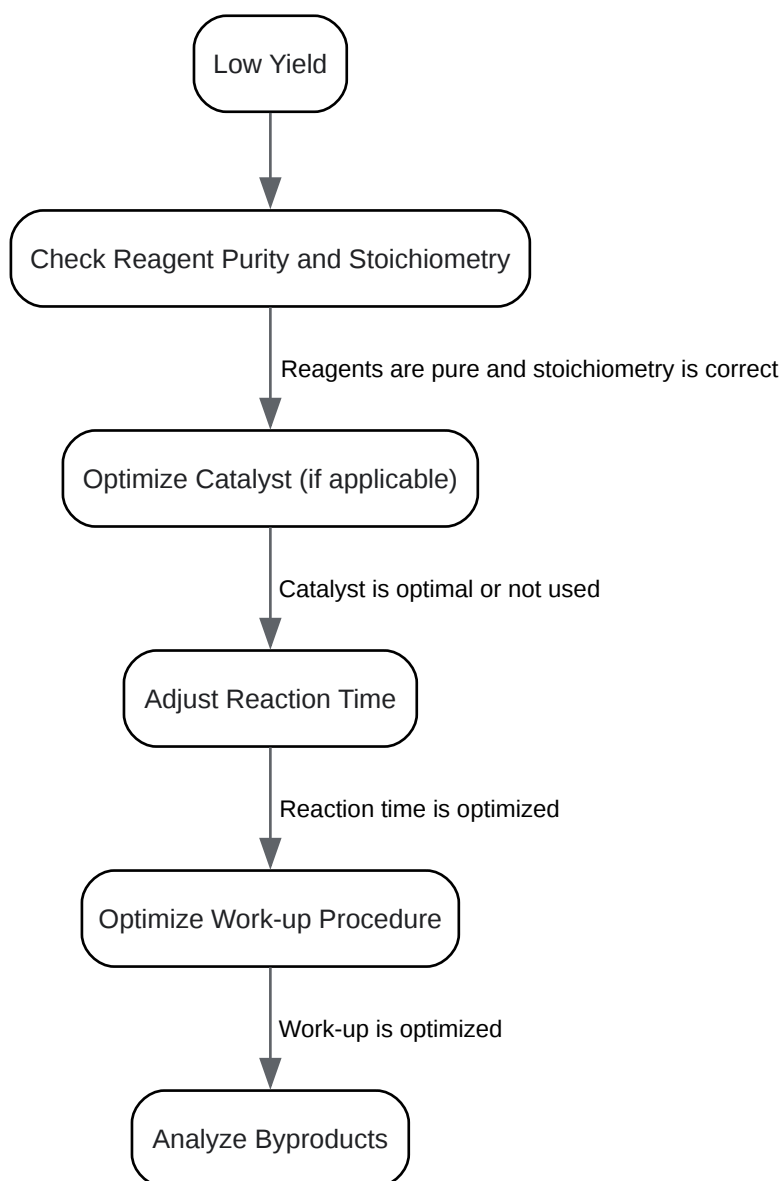 Low Yield
Check Reagent Purity and Stoichiometry
Reagents are pure and stoichiometry is correct
Optimize Catalyst (if applicable)
Catalyst is optimal or not used
Adjust Reaction Time
Reaction time is optimized
Optimize Work-up Procedure
Work-up is optimized
Analyze Byproducts